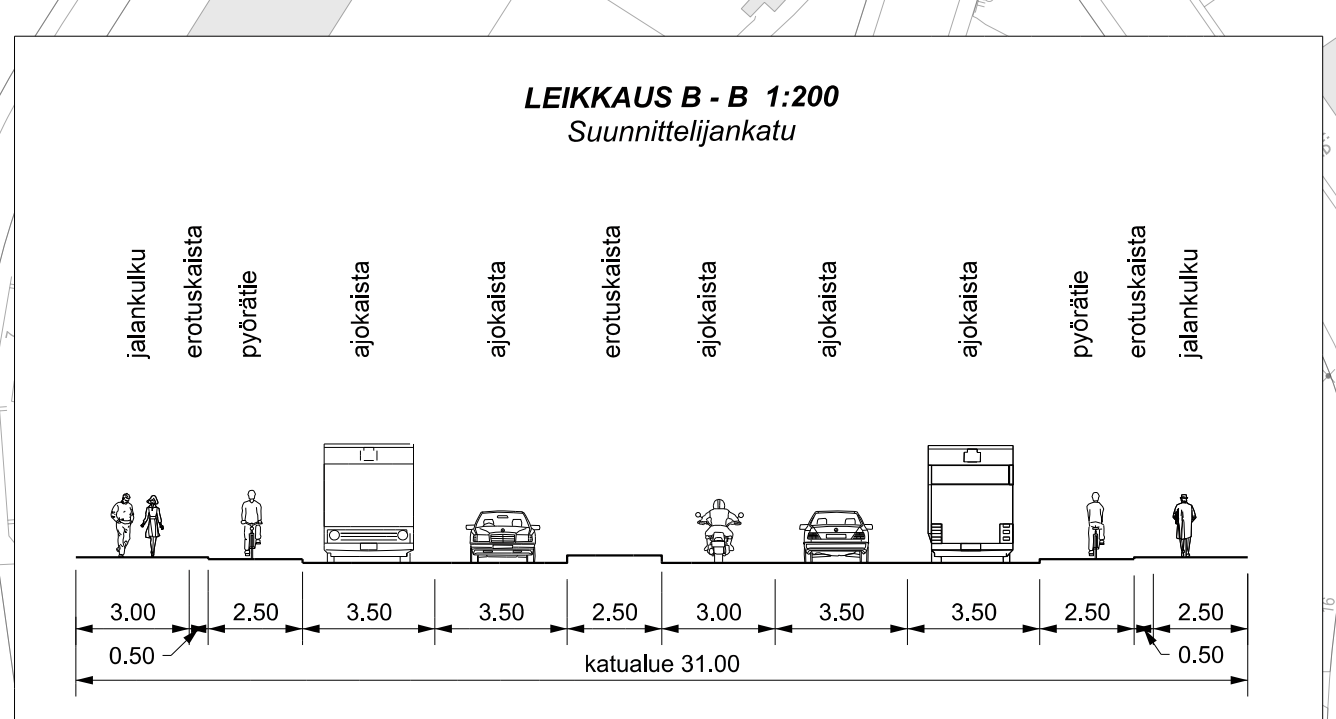 LEIKKAUS B - B 1:200
Suunnittelijankatu
jalankulku
erotuskaista
pyörätie
ajokaista
ajokaista
erotuskaista
ajokaista
ajokaista
ajokaista
pyörätie
erotuskaista
jalankulku
3.00
2.50
3.50
3.50
2.50
3.00
3.50
3.50
2.50
2.50
0.50
0.50
katualue 31.00